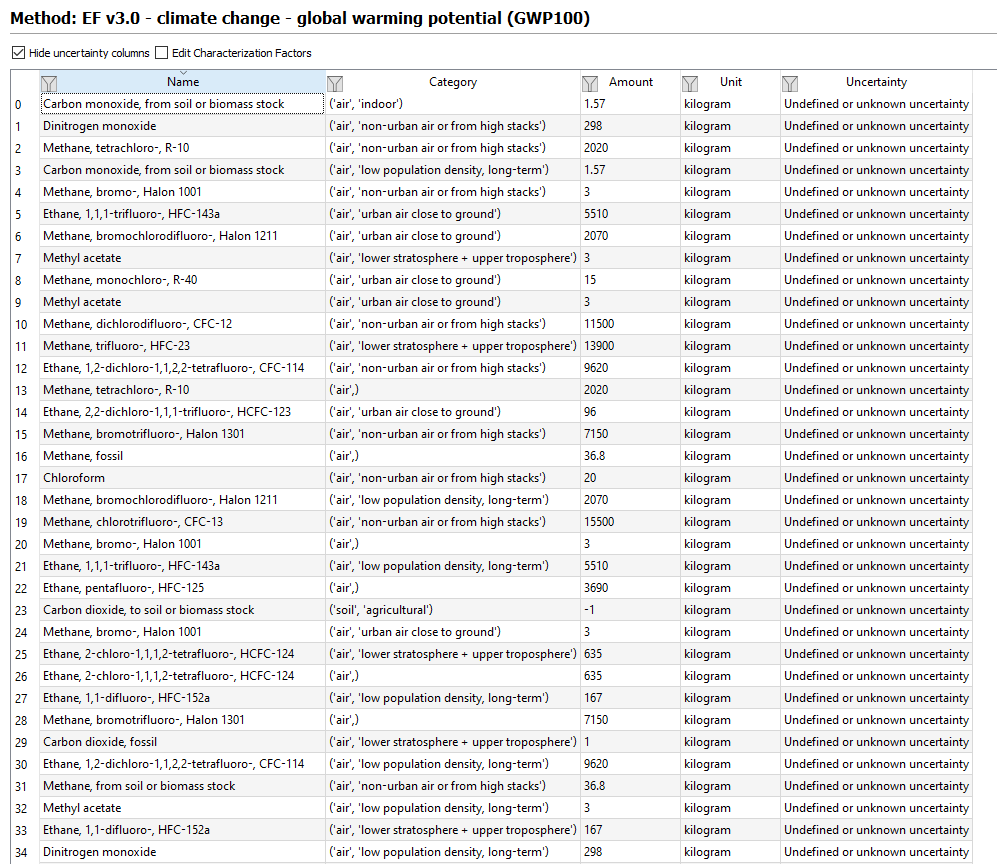 Method: EF v3.0 - climate change - global warming potential (GWP100)
Hide uncertainty columns Edit Characterization Factors
Name Category Amount Unit Uncertainty
0 Carbon monoxide, from soil or biomass stock ('air', 'indoor') 1.57 kilogram Undefined or unknown uncertainty
1 Dinitrogen monoxide ('air', 'non-urban air or from high stacks') 298 kilogram Undefined or unknown uncertainty
2 Methane, tetrachloro-, R-10 ('air', 'non-urban air or from high stacks') 2020 kilogram Undefined or unknown uncertainty
3 Carbon monoxide, from soil or biomass stock ('air', 'low population density, long-term') 1.57 kilogram Undefined or unknown uncertainty
4 Methane, bromo-, Halon 1001 ('air', 'non-urban air or from high stacks') 3 kilogram Undefined or unknown uncertainty
5 Ethane, 1,1,1-trifluoro-, HFC-143a ('air', 'urban air close to ground') 5510 kilogram Undefined or unknown uncertainty
6 Methane, bromochlorodifluoro-, Halon 1211 ('air', 'urban air close to ground') 2070 kilogram Undefined or unknown uncertainty
7 Methyl acetate ('air', 'lower stratosphere + upper troposphere') 3 kilogram Undefined or unknown uncertainty
8 Methane, monochloro-, R-40 ('air', 'urban air close to ground') 15 kilogram Undefined or unknown uncertainty
9 Methyl acetate ('air', 'urban air close to ground') 3 kilogram Undefined or unknown uncertainty
10 Methane, dichlorodifluoro-, CFC-12 ('air', 'non-urban air or from high stacks') 11500 kilogram Undefined or unknown uncertainty
11 Methane, trifluoro-, HFC-23 ('air', 'lower stratosphere + upper troposphere') 13900 kilogram Undefined or unknown uncertainty
12 Ethane, 1,2-dichloro-1,1,2,2-tetrafluoro-, CFC-114 ('air', 'non-urban air or from high stacks') 9620 kilogram Undefined or unknown uncertainty
13 Methane, tetrachloro-, R-10 ('air',) 2020 kilogram Undefined or unknown uncertainty
14 Ethane, 2,2-dichloro-1,1,1-trifluoro-, HCFC-123 ('air', 'urban air close to ground') 96 kilogram Undefined or unknown uncertainty
15 Methane, bromotrifluoro-, Halon 1301 ('air', 'non-urban air or from high stacks') 7150 kilogram Undefined or unknown uncertainty
16 Methane, fossil ('air',) 36.8 kilogram Undefined or unknown uncertainty
17 Chloroform ('air', 'non-urban air or from high stacks') 20 kilogram Undefined or unknown uncertainty
18 Methane, bromochlorodifluoro-, Halon 1211 ('air', 'low population density, long-term') 2070 kilogram Undefined or unknown uncertainty
19 Methane, chlorotrifluoro-, CFC-13 ('air', 'non-urban air or from high stacks') 15500 kilogram Undefined or unknown uncertainty
20 Methane, bromo-, Halon 1001 ('air',) 3 kilogram Undefined or unknown uncertainty
21 Ethane, 1,1,1-trifluoro-, HFC-143a ('air', 'low population density, long-term') 5510 kilogram Undefined or unknown uncertainty
22 Ethane, pentafluoro-, HFC-125 ('air',) 3690 kilogram Undefined or unknown uncertainty
23 Carbon dioxide, to soil or biomass stock ('soil', 'agricultural') -1 kilogram Undefined or unknown uncertainty
24 Methane, bromo-, Halon 1001 ('air', 'urban air close to ground') 3 kilogram Undefined or unknown uncertainty
25 Ethane, 2-chloro-1,1,1,2-tetrafluoro-, HCFC-124 ('air', 'lower stratosphere + upper troposphere') 635 kilogram Undefined or unknown uncertainty
26 Ethane, 2-chloro-1,1,1,2-tetrafluoro-, HCFC-124 ('air',) 635 kilogram Undefined or unknown uncertainty
27 Ethane, 1,1-difluoro-, HFC-152a ('air', 'low population density, long-term') 167 kilogram Undefined or unknown uncertainty
28 Methane, bromotrifluoro-, Halon 1301 ('air',) 7150 kilogram Undefined or unknown uncertainty
29 Carbon dioxide, fossil ('air', 'lower stratosphere + upper troposphere') 1 kilogram Undefined or unknown uncertainty
30 Ethane, 1,2-dichloro-1,1,2,2-tetrafluoro-, CFC-114 ('air', 'low population density, long-term') 9620 kilogram Undefined or unknown uncertainty
31 Methane, from soil or biomass stock ('air', 'low population density, long-term') 36.8 kilogram Undefined or unknown uncertainty
32 Methyl acetate ('air', 'low population density, long-term') 3 kilogram Undefined or unknown uncertainty
33 Ethane, 1,1-difluoro-, HFC-152a ('air', 'lower stratosphere + upper troposphere') 167 kilogram Undefined or unknown uncertainty
34 Dinitrogen monoxide ('air', 'low population density, long-term') 298 kilogram Undefined or unknown uncertainty